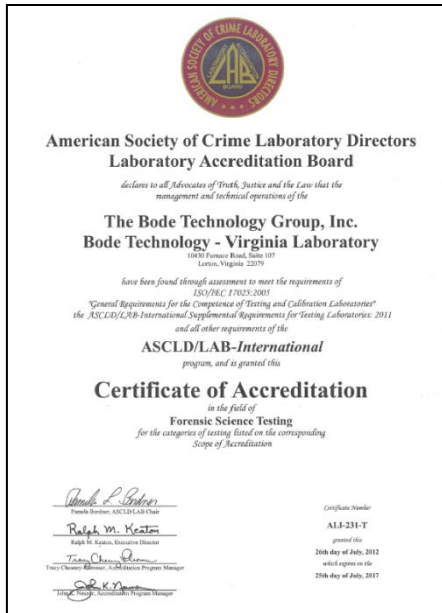 AMERICAN SOCIETY OF CRIME LABORATORY DIRECTORS
LABORATORY ACCREDITATION
LAB
BOARD
American Society of Crime Laboratory Directors
Laboratory Accreditation Board
declares to all Advocates of Truth, Justice and the Law that the
management and technical operations of the
The Bode Technology Group, Inc.
Bode Technology - Virginia Laboratory
10430 Furnace Road, Suite 107
Lorton, Virginia 22079
have been found through assessment to meet the requirements of
ISO/IEC 17025:2005
"General Requirements for the Competence of Testing and Calibration Laboratories"
the ASCLD/LAB-International Supplemental Requirements for Testing Laboratories: 2011
and all other requirements of the
ASCLD/LAB-International
program, and is granted this
Certificate of Accreditation
in the field of
Forensic Science Testing
for the categories of testing listed on the corresponding
Scope of Accreditation
Pamela L. Bordner
Pamela Bordner, ASCLD/LAB Chair
Ralph M. Keaton
Ralph M. Keaton, Executive Director
Accreditation Program Manager
John K. Neuner, Accreditation Program Manager
Certificate Number
ALI-231-T
granted this
26th day of July, 2012
which expires on the
25th day of July, 2017